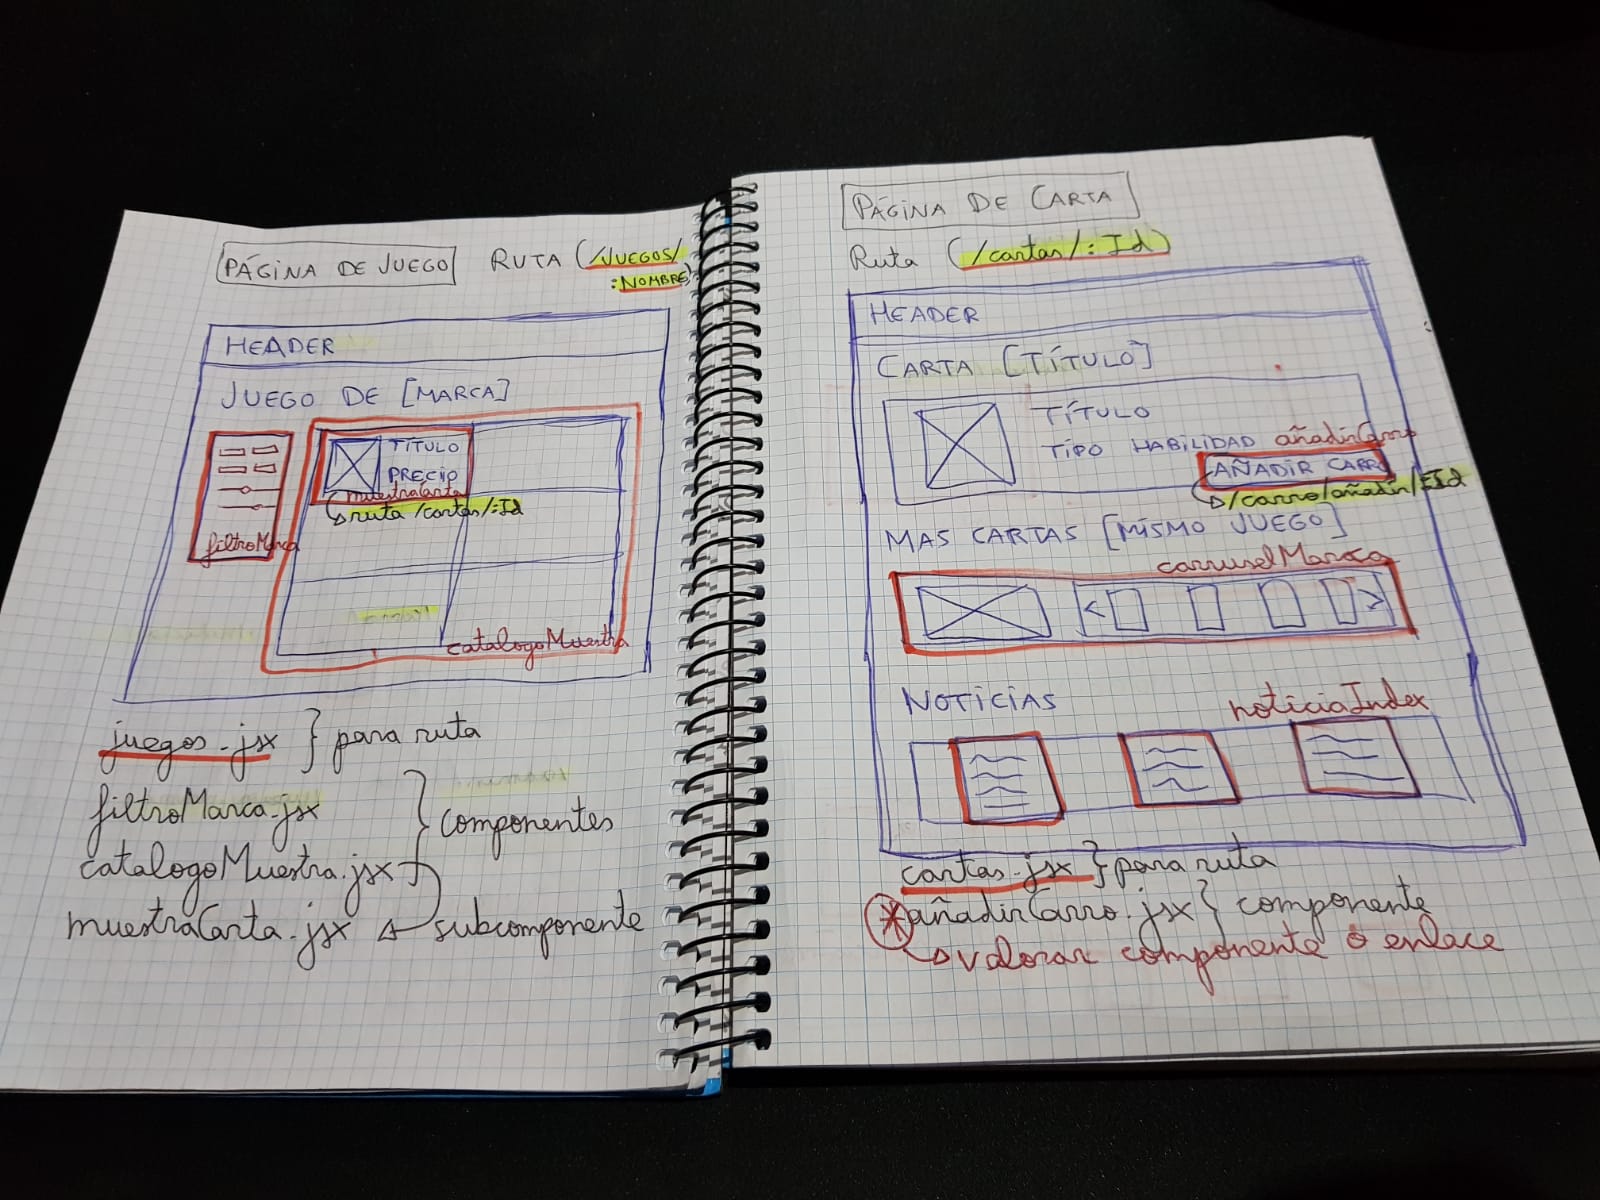 PÁGINA DE JUEGO
RUTA (/JUEGOS/
:NOMBRE)
HEADER
JUEGO DE [MARCA]
TÍTULO
PRECIO
muestraCarta
ruta /cartas/:Id
filtroMarca
catalogoMuestra
juegos.jsx } para ruta
filtroMarca.jsx
} componentes
catalogoMuestra.jsx
muestraCarta.jsx subcomponente
PÁGINA DE CARTA
Ruta (/cartas/:Id)
HEADER
CARTA [TÍTULO]
TÍTULO
TIPO HABILIDAD añadirCarro
AÑADIR CARR
/carro/añadir/:Id
MAS CARTAS [MISMO JUEGO]
carruselMarca
< >
NOTICIAS
noticiaIndex
cartas.jsx } para ruta
* añadirCarro.jsx } componente
valorar componente o enlace